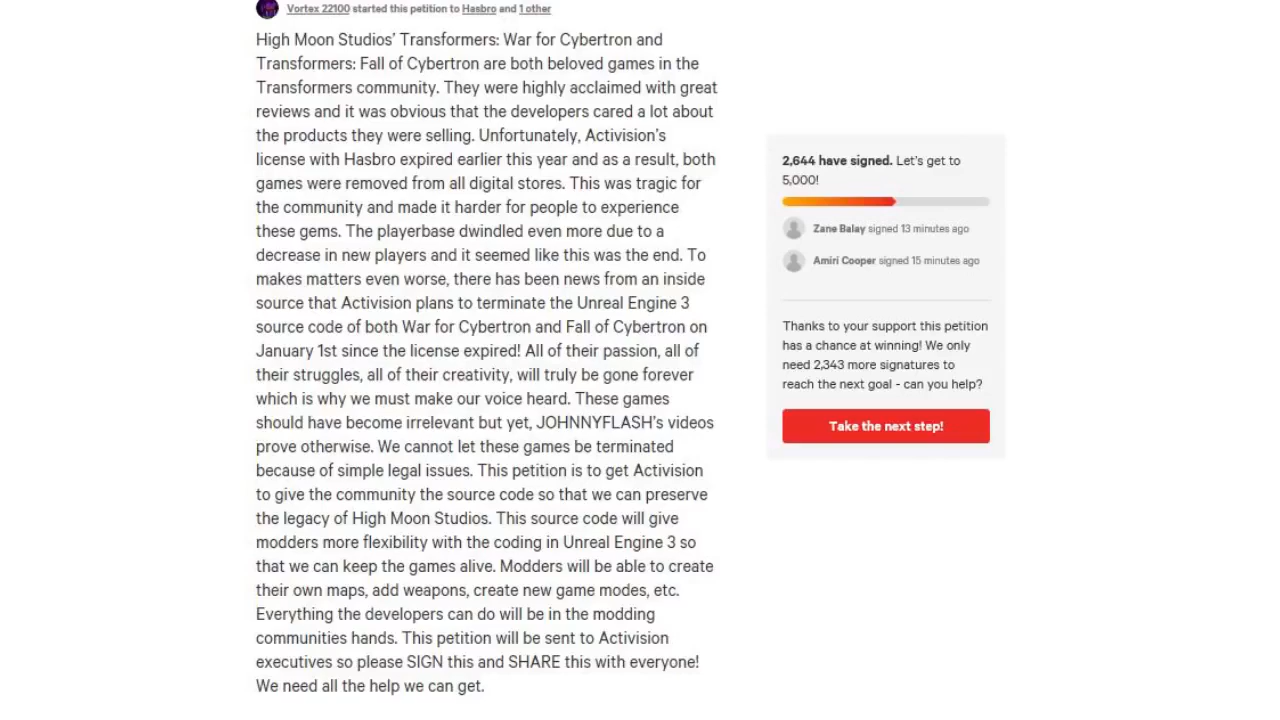 Vortex 22100 started this petition to Hasbro and 1 other
High Moon Studios' Transformers: War for Cybertron and
Transformers: Fall of Cybertron are both beloved games in the
Transformers community. They were highly acclaimed with great
reviews and it was obvious that the developers cared a lot about
the products they were selling. Unfortunately, Activision's
license with Hasbro expired earlier this year and as a result, both
games were removed from all digital stores. This was tragic for
the community and made it harder for people to experience
these gems. The playerbase dwindled even more due to a
decrease in new players and it seemed like this was the end. To
makes matters even worse, there has been news from an inside
source that Activision plans to terminate the Unreal Engine 3
source code of both War for Cybertron and Fall of Cybertron on
January 1st since the license expired! All of their passion, all of
their struggles, all of their creativity, will truly be gone forever
which is why we must make our voice heard. These games
should have become irrelevant but yet, JOHNNYFLASH's videos
prove otherwise. We cannot let these games be terminated
because of simple legal issues. This petition is to get Activision
to give the community the source code so that we can preserve
the legacy of High Moon Studios. This source code will give
modders more flexibility with the coding in Unreal Engine 3 so
that we can keep the games alive. Modders will be able to create
their own maps, add weapons, create new game modes, etc.
Everything the developers can do will be in the modding
communities hands. This petition will be sent to Activision
executives so please SIGN this and SHARE this with everyone!
We need all the help we can get.
2,644 have signed. Let's get to
5,000!
Zane Balay signed 13 minutes ago
Amiri Cooper signed 15 minutes ago
Thanks to your support this petition
has a chance at winning! We only
need 2,343 more signatures to
reach the next goal - can you help?
Take the next step!